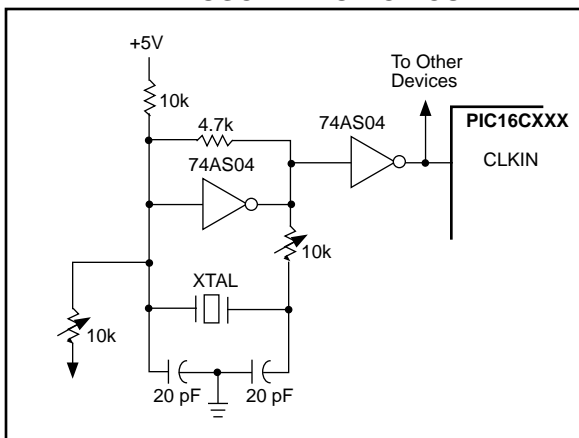 +5V
To Other
Devices
10k
4.7k
74AS04
PIC16CXXX
74AS04
CLKIN
10k
XTAL
10k
20 pF
20 pF